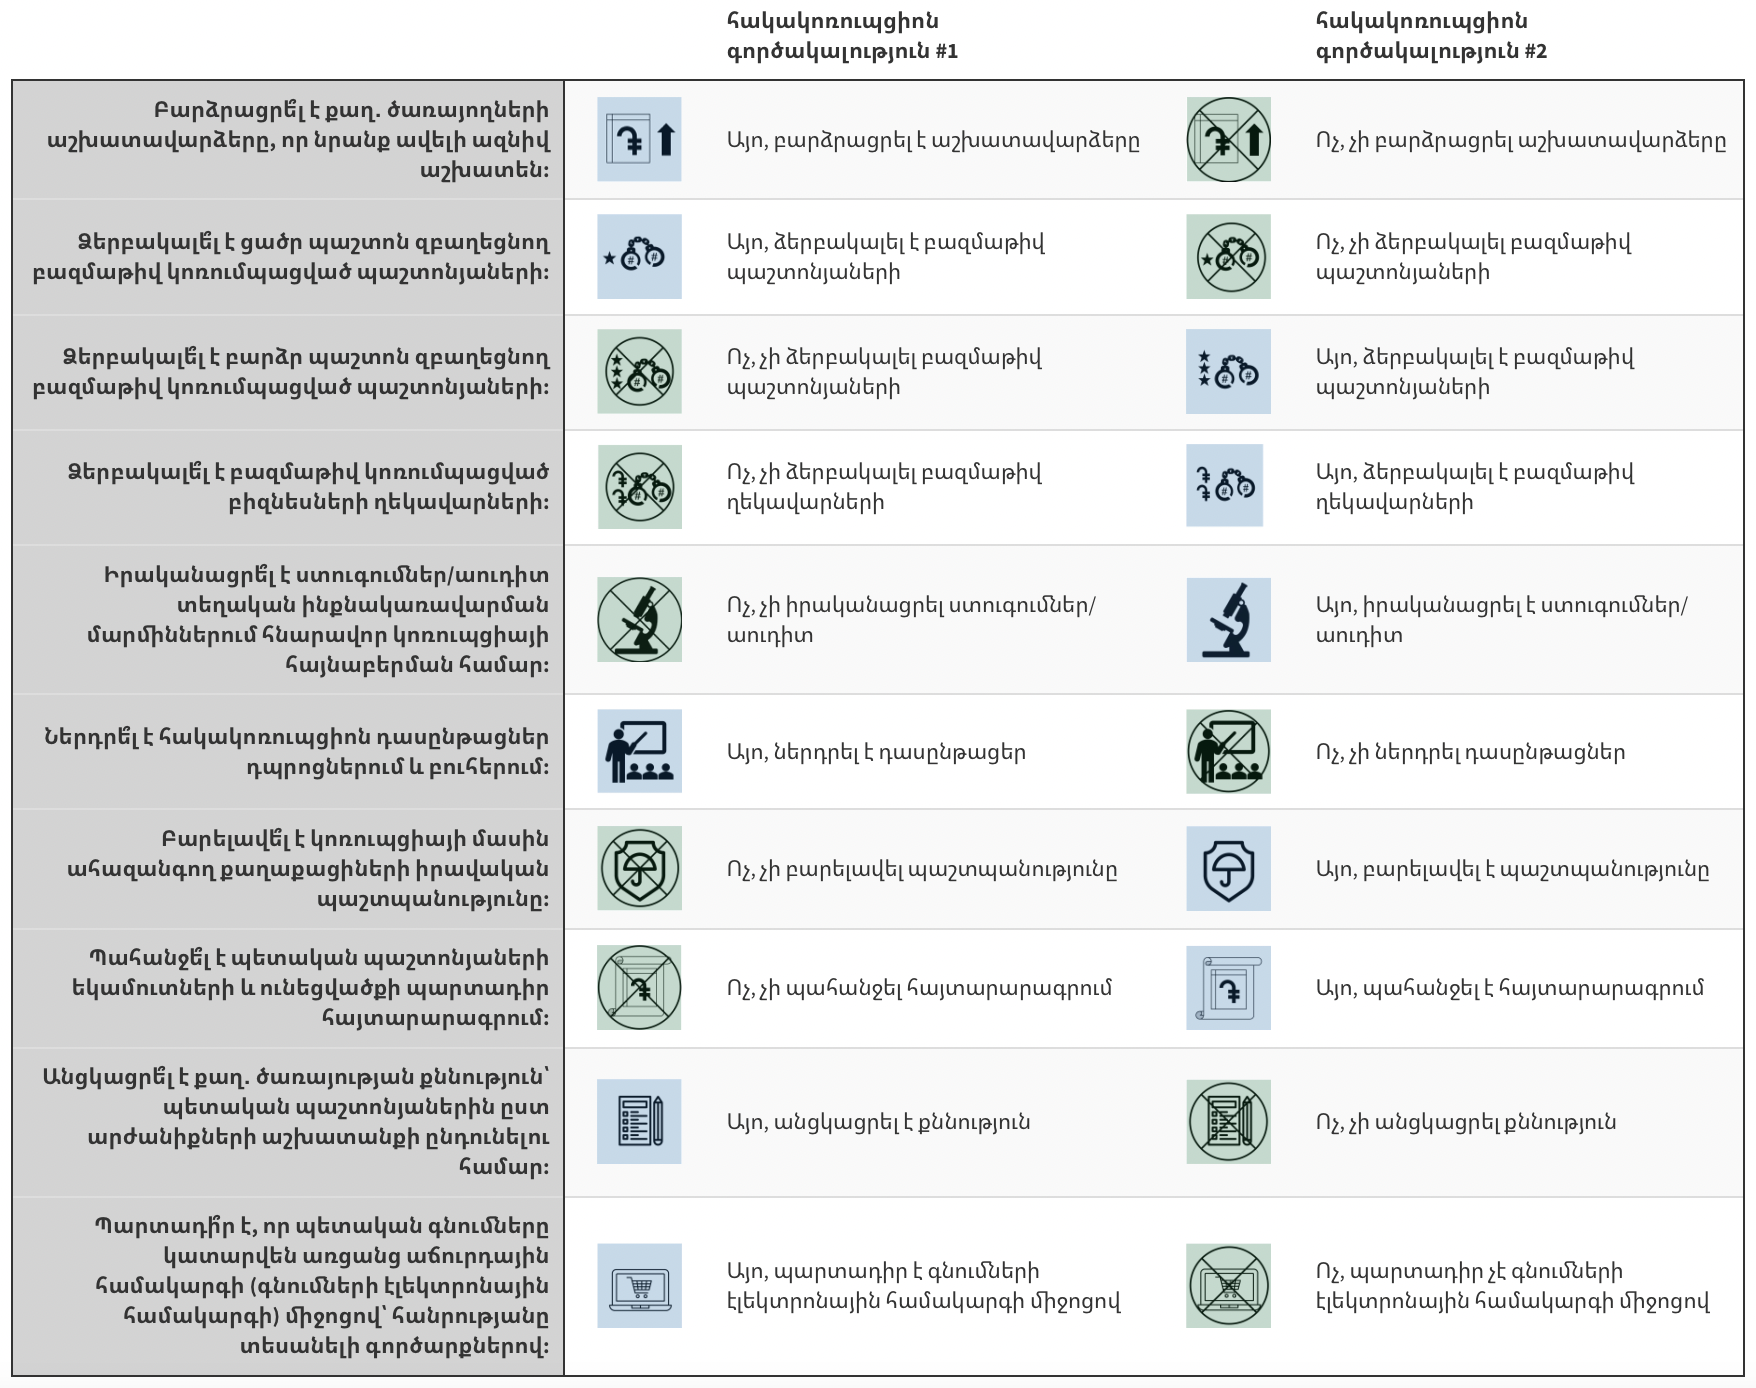 հակակոռուպցիոն
գործակալություն #1
հակակոռուպցիոն
գործակալություն #2
Բարձրացրե՞լ է քաղ. ծառայողների
աշխատավարձերը, որ նրանք ավելի ազնիվ
աշխատեն:
Այո, բարձրացրել է աշխատավարձերը
Ոչ, չի բարձրացրել աշխատավարձերը
Ձերբակալե՞լ է ցածր պաշտոն զբաղեցնող
բազմաթիվ կոռումպացված պաշտոնյաների:
Այո, ձերբակալել է բազմաթիվ
պաշտոնյաների
Ոչ, չի ձերբակալել բազմաթիվ
պաշտոնյաների
Ձերբակալե՞լ է բարձր պաշտոն զբաղեցնող
բազմաթիվ կոռումպացված պաշտոնյաների:
Ոչ, չի ձերբակալել բազմաթիվ
պաշտոնյաների
Այո, ձերբակալել է բազմաթիվ
պաշտոնյաների
Ձերբակալե՞լ է բազմաթիվ կոռումպացված
բիզնեսների ղեկավարների:
Ոչ, չի ձերբակալել բազմաթիվ
ղեկավարների
Այո, ձերբակալել է բազմաթիվ
ղեկավարների
Իրականացրե՞լ է ստուգումներ/աուդիտ
տեղական ինքնակառավարման
մարմիններում հնարավոր կոռուպցիայի
հայնաբերման համար:
Ոչ, չի իրականացրել ստուգումներ/
աուդիտ
Այո, իրականացրել է ստուգումներ/
աուդիտ
Ներդրե՞լ է հակակոռուպցիոն դասընթացներ
դպրոցներում և բուհերում:
Այո, ներդրել է դասընթացեր
Ոչ, չի ներդրել դասընթացներ
Բարելավե՞լ է կոռուպցիայի մասին
ահազանգող քաղաքացիների իրավական
պաշտպանությունը:
Ոչ, չի բարելավել պաշտպանությունը
Այո, բարելավել է պաշտպանությունը
Պահանջե՞լ է պետական պաշտոնյաների
եկամուտների և ունեցվածքի պարտադիր
հայտարարագրում:
Ոչ, չի պահանջել հայտարարագրում
Այո, պահանջել է հայտարարագրում
Անցկացրե՞լ է քաղ. ծառայության քննություն՝
պետական պաշտոնյաներին ըստ
արժանիքների աշխատանքի ընդունելու
համար:
Այո, անցկացրել է քննություն
Ոչ, չի անցկացրել քննություն
Պարտադի՞ր է, որ պետական գնումները
կատարվեն առցանց աճուրդային
համակարգի (գնումների էլեկտրոնային
համակարգի) միջոցով՝ հանրությանը
տեսանելի գործարքներով:
Այո, պարտադիր է գնումների
էլեկտրոնային համակարգի միջոցով
Ոչ, պարտադիր չէ գնումների
էլեկտրոնային համակարգի միջոցով